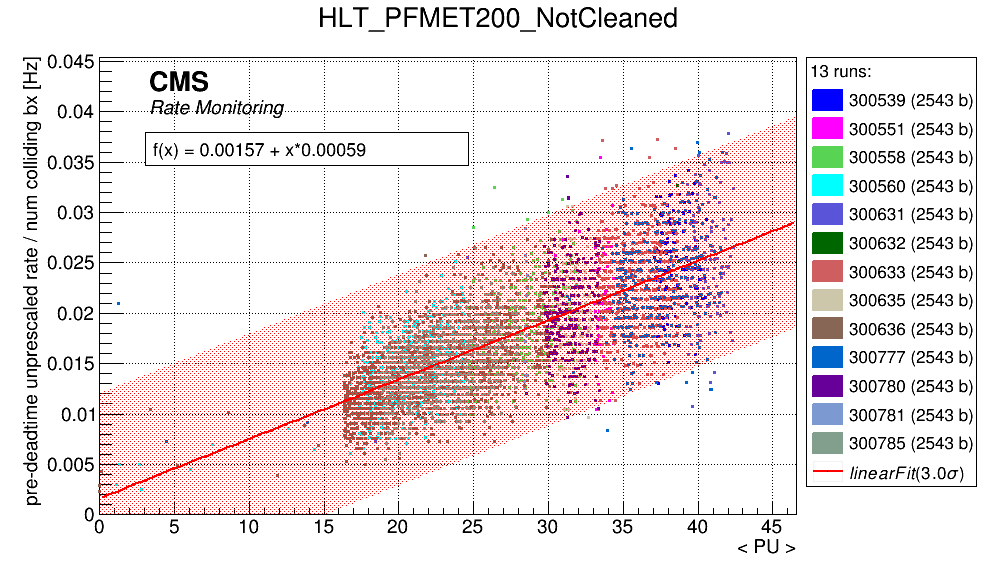 HLT_PFMET200_NotCleaned
pre-deadtime unprescaled rate / num colliding bx [Hz]
0.045
0.04
0.035
0.03
0.025
0.02
0.015
0.01
0.005
0
CMS
Rate Monitoring
f(x) = 0.00157 + x*0.00059
0 5 10 15 20 25 30 35 40 45
< PU >
13 runs:
300539 (2543 b)
300551 (2543 b)
300558 (2543 b)
300560 (2543 b)
300631 (2543 b)
300632 (2543 b)
300633 (2543 b)
300635 (2543 b)
300636 (2543 b)
300777 (2543 b)
300780 (2543 b)
300781 (2543 b)
300785 (2543 b)
linearFit(3.0σ)